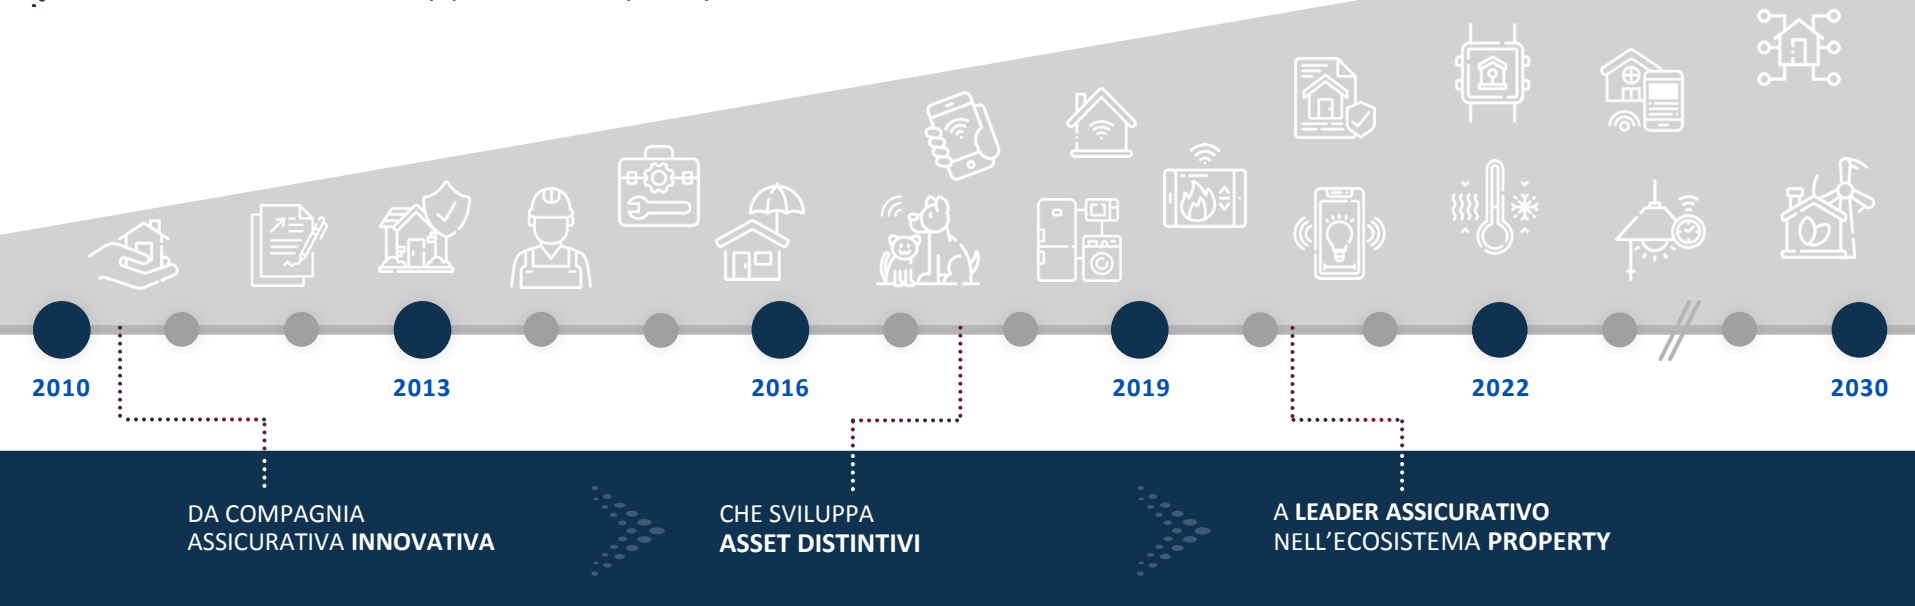 2010
2013
2016
2019
2022
2030
DA COMPAGNIA
ASSICURATIVA INNOVATIVA
CHE SVILUPPA
ASSET DISTINTIVI
A LEADER ASSICURATIVO
NELL'ECOSISTEMA PROPERTY